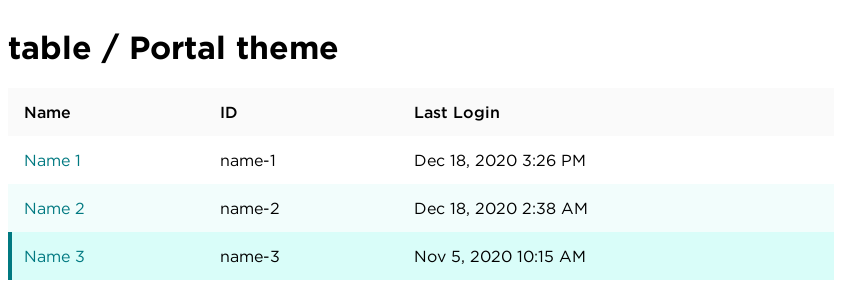 table / Portal theme
Name ID Last Login
Name 1 name-1 Dec 18, 2020 3:26 PM
Name 2 name-2 Dec 18, 2020 2:38 AM
Name 3 name-3 Nov 5, 2020 10:15 AM